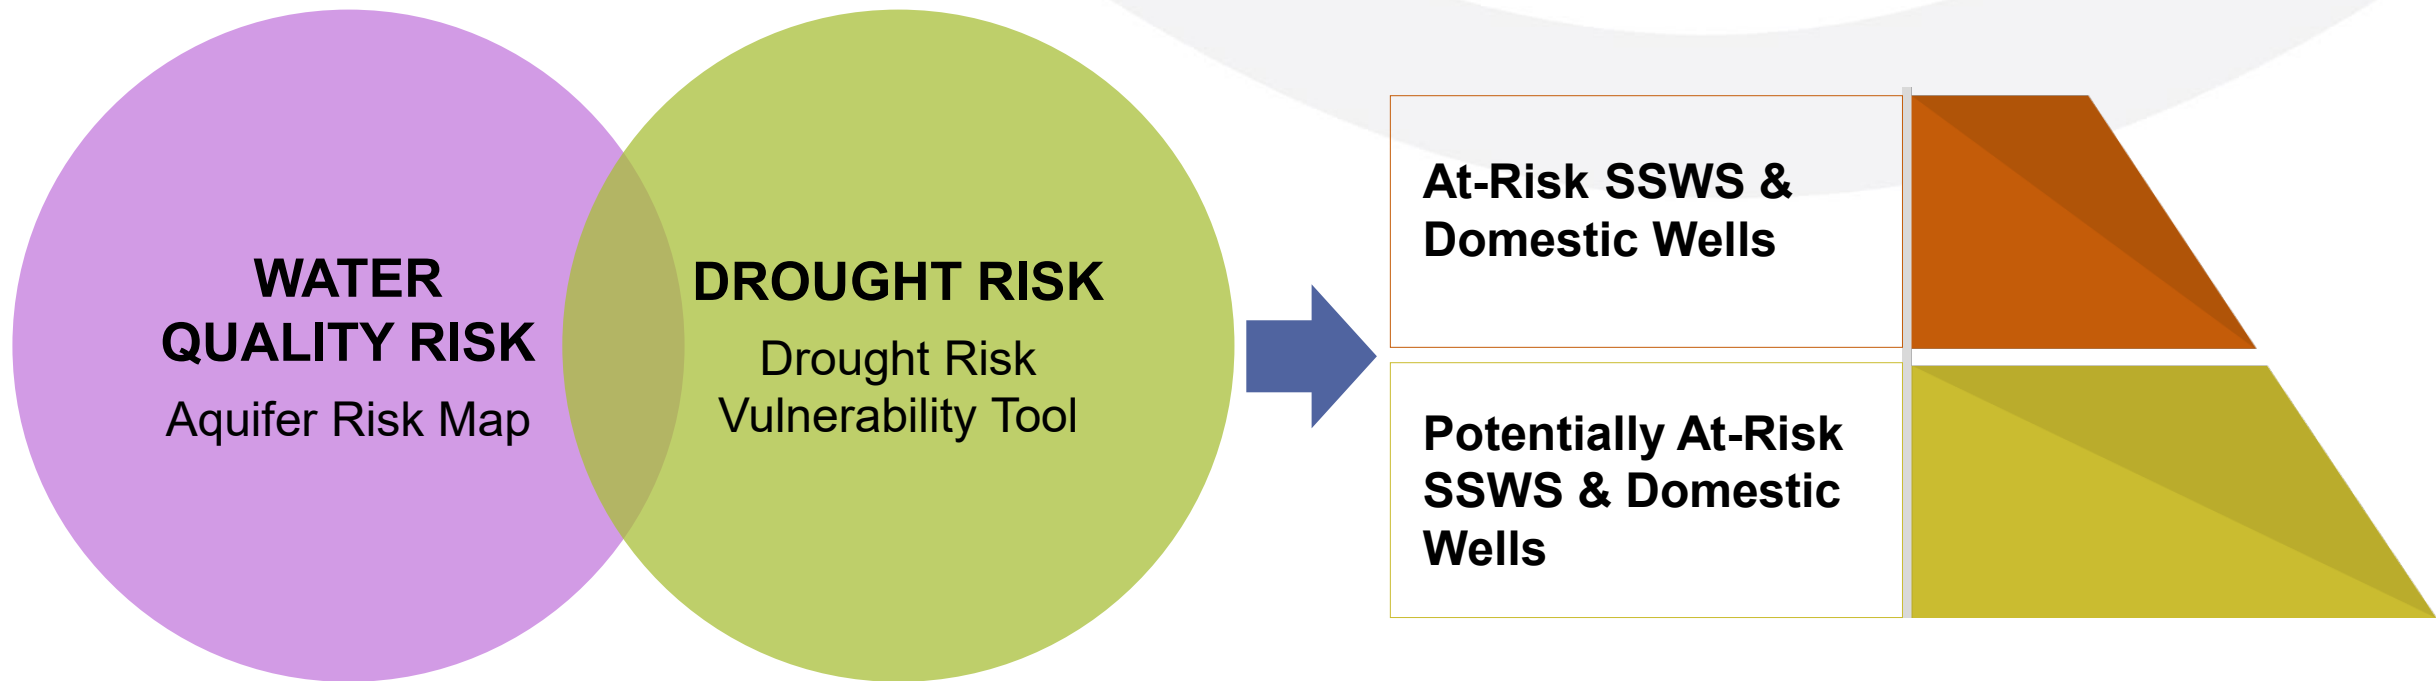 WATER
QUALITY RISK
Aquifer Risk Map
DROUGHT RISK
Drought Risk
Vulnerability Tool
At-Risk SSWS &
Domestic Wells
Potentially At-Risk
SSWS & Domestic
Wells